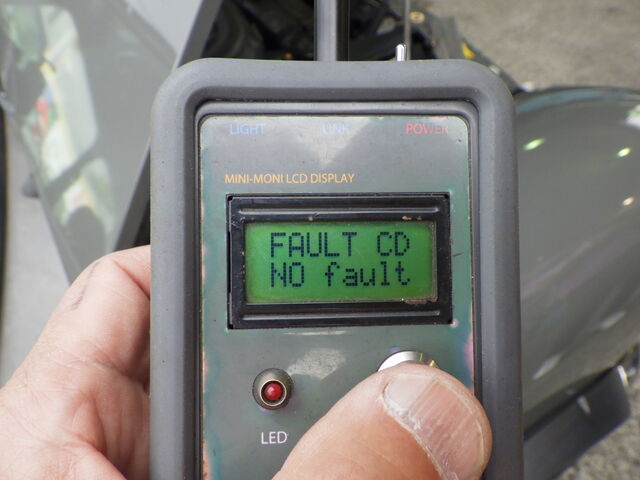 LIGHT LINK POWER
MINI-MONI LCD DISPLAY
FAULT CD
NO fault
LED